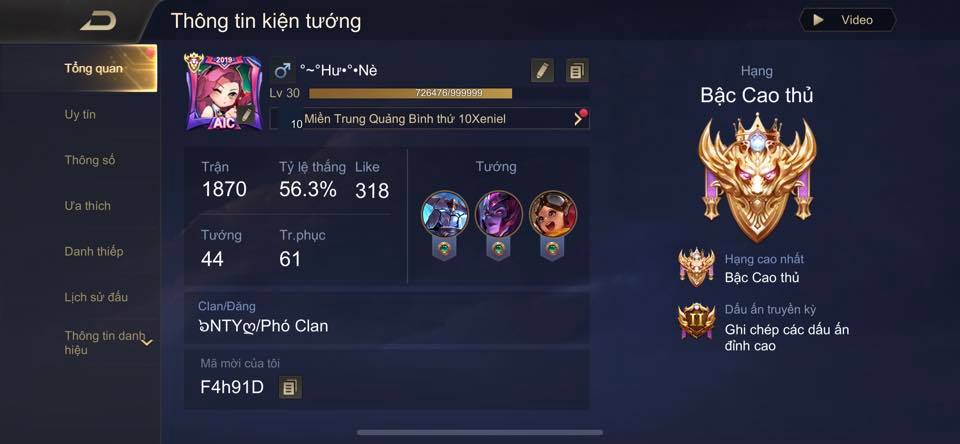 Thông tin kiện tướng
Video
Tổng quan
Uy tín
Thông số
Ưa thích
Danh thiếp
Lịch sử đấu
Thông tin danh
hiệu
2019
AIC
°~°Hư•°•Nè
Lv 30
726476/999999
10 Miền Trung Quảng Bình thứ 10Xeniel
Trận
1870
Tỷ lệ thắng
56.3%
Like
318
Tướng
44
Tr.phục
61
Tướng
Clan/Đăng
ъNTYღ/Phó Clan
Mã mời của tôi
F4h91D
Hạng
Bậc Cao thủ
Hạng cao nhất
Bậc Cao thủ
II
Dấu ấn truyền kỳ
Ghi chép các dấu ấn
đỉnh cao